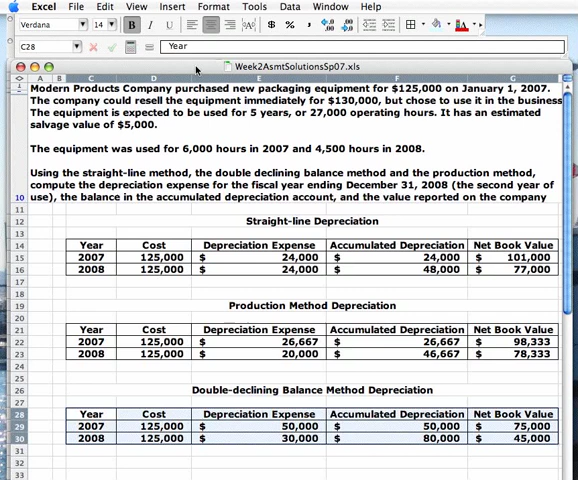 Excel File Edit View Insert Format Tools Data Window Help
Verdana 14 B I U $ %
C28 Year
Week2AsmtSolutionsSp07.xls
A B C D E F G
1 Modern Products Company purchased new packaging equipment for $125,000 on January 1, 2007.
The company could resell the equipment immediately for $130,000, but chose to use it in the business
The equipment is expected to be used for 5 years, or 27,000 operating hours. It has an estimated
salvage value of $5,000.
The equipment was used for 6,000 hours in 2007 and 4,500 hours in 2008.
Using the straight-line method, the double declining balance method and the production method,
compute the depreciation expense for the fiscal year ending December 31, 2008 (the second year of
10 use), the balance in the accumulated depreciation account, and the value reported on the company
11
12 Straight-line Depreciation
13
14 Year Cost Depreciation Expense Accumulated Depreciation Net Book Value
15 2007 125,000 $ 24,000 $ 24,000 $ 101,000
16 2008 125,000 $ 24,000 $ 48,000 $ 77,000
18
19 Production Method Depreciation
20
21 Year Cost Depreciation Expense Accumulated Depreciation Net Book Value
22 2007 125,000 $ 26,667 $ 26,667 $ 98,333
23 2008 125,000 $ 20,000 $ 46,667 $ 78,333
24
25
26 Double-declining Balance Method Depreciation
27
28 Year Cost Depreciation Expense Accumulated Depreciation Net Book Value
29 2007 125,000 $ 50,000 $ 50,000 $ 75,000
30 2008 125,000 $ 30,000 $ 80,000 $ 45,000
31
32
33